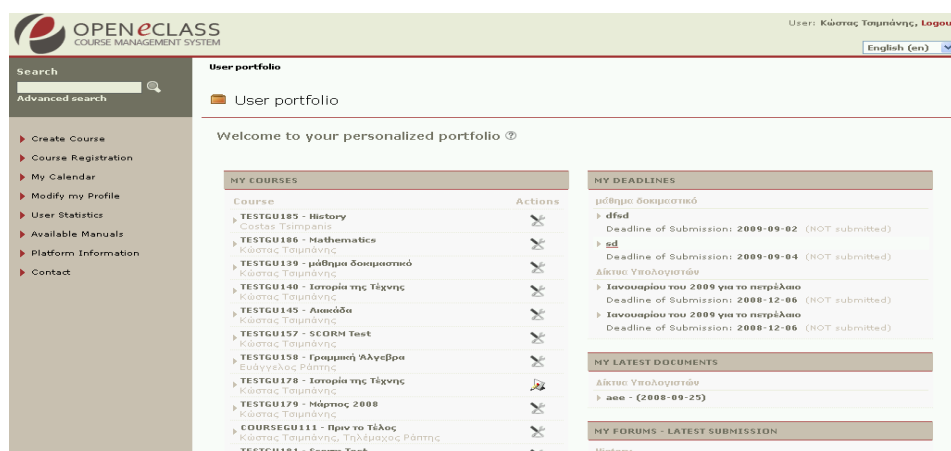 OPEN eCLASS
COURSE MANAGEMENT SYSTEM
User: Κώστας Τσιμπάνης, Logou
English (en)
Search
Advanced search
Create Course
Course Registration
My Calendar
Modify my Profile
User Statistics
Available Manuals
Platform Information
Contact
User portfolio
User portfolio
Welcome to your personalized portfolio
MY COURSES
Course Actions
TESTGU185 - History
Costas Tsimpanis
TESTGU186 - Mathematics
Κώστας Τσιμπάνης
TESTGU139 - μάθημα δοκιμαστικό
Κώστας Τσιμπάνης
TESTGU140 - Ιστορία της Τέχνης
Κώστας Τσιμπάνης
TESTGU145 - Λιακάδα
Κώστας Τσιμπάνης
TESTGU157 - SCORM Test
Κώστας Τσιμπάνης
TESTGU158 - Γραμμική Άλγεβρα
Ευάγγελος Ράπτης
TESTGU178 - Ιστορία της Τέχνης
Κώστας Τσιμπάνης
TESTGU179 - Μάρτιος 2008
Κώστας Τσιμπάνης
COURSEGU111 - Πριν το Τέλος
Κώστας Τσιμπάνης, Τηλέμαχος Ράπτης
MY DEADLINES
μάθημα δοκιμαστικό
dfsd
Deadline of Submission: 2009-09-02 (NOT submitted)
sd
Deadline of Submission: 2009-09-04 (NOT submitted)
Δίκτυα Υπολογιστών
Ιανουαρίου του 2009 για το πετρέλαιο
Deadline of Submission: 2008-12-06 (NOT submitted)
Ιανουαρίου του 2009 για το πετρέλαιο
Deadline of Submission: 2008-12-06 (NOT submitted)
MY LATEST DOCUMENTS
Δίκτυα Υπολογιστών
aee - (2008-09-25)
MY FORUMS - LATEST SUBMISSION
History